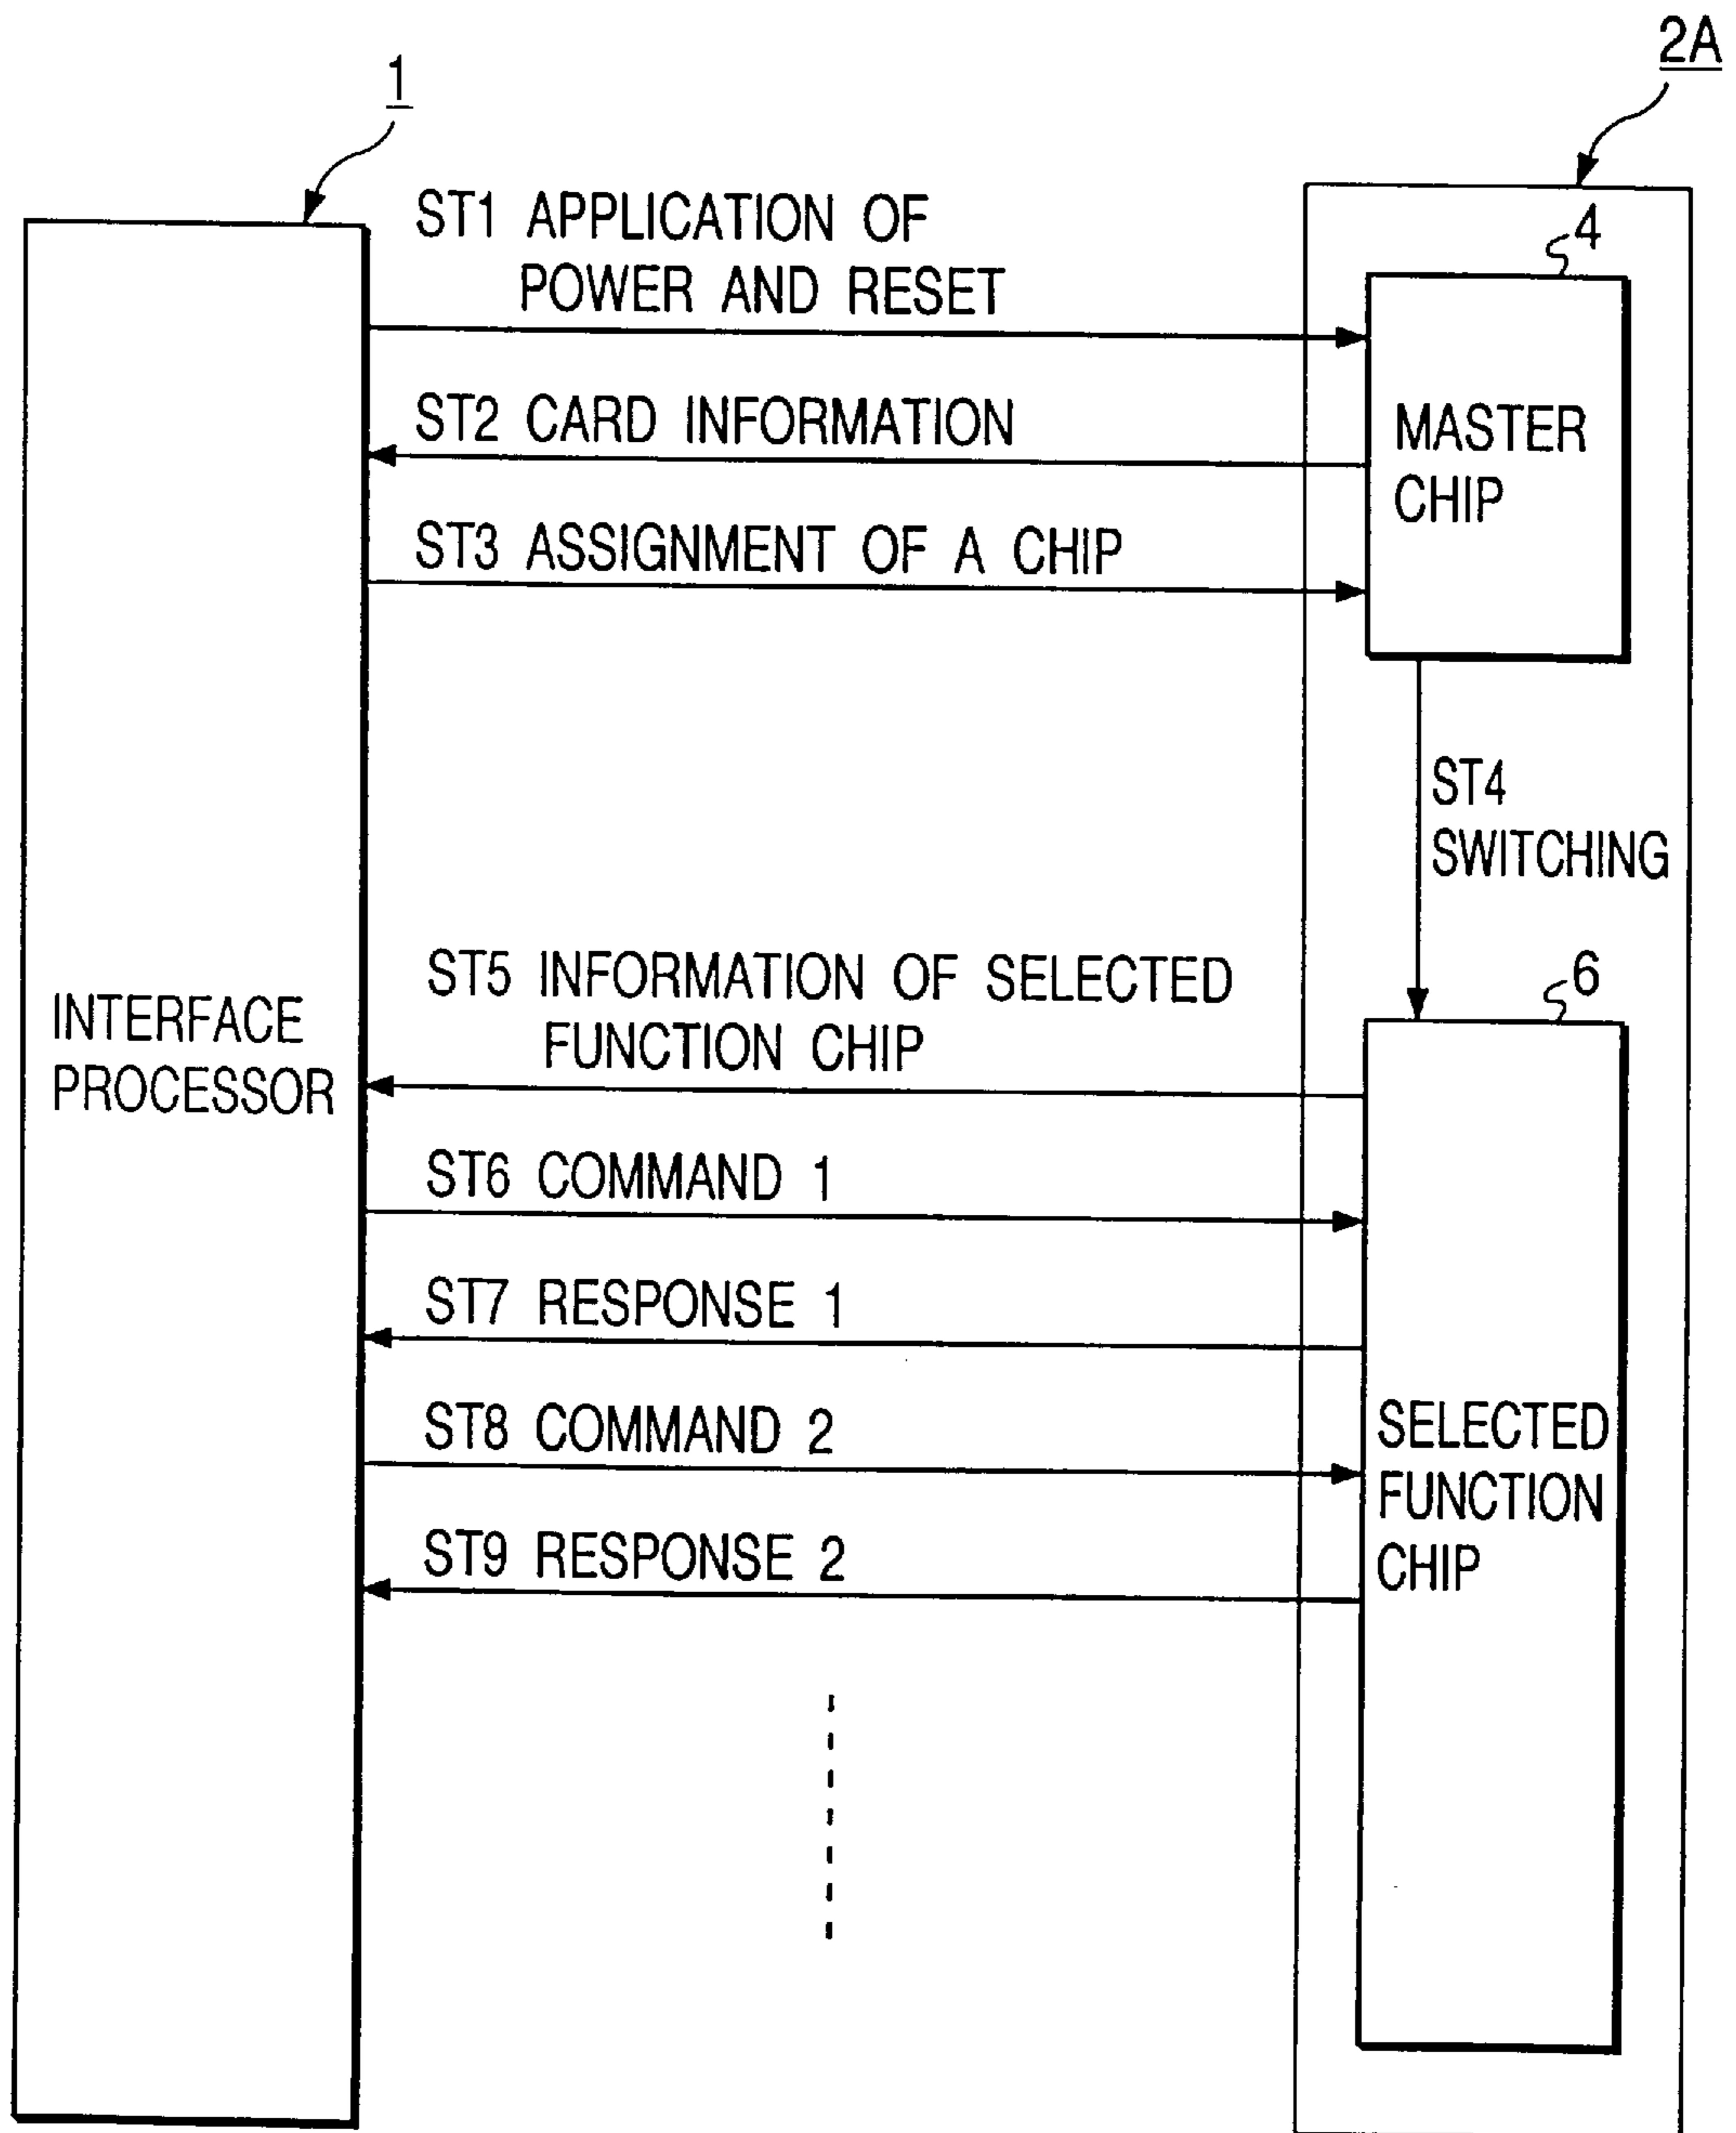 2A
1
ST1 APPLICATION OF
POWER AND RESET
4
ST2 CARD INFORMATION
MASTER
CHIP
ST3 ASSIGNMENT OF A CHIP
ST4
SWITCHING
ST5 INFORMATION OF SELECTED
FUNCTION CHIP
6
INTERFACE
PROCESSOR
ST6 COMMAND 1
ST7 RESPONSE 1
ST8 COMMAND 2
SELECTED
FUNCTION
CHIP
ST9 RESPONSE 2